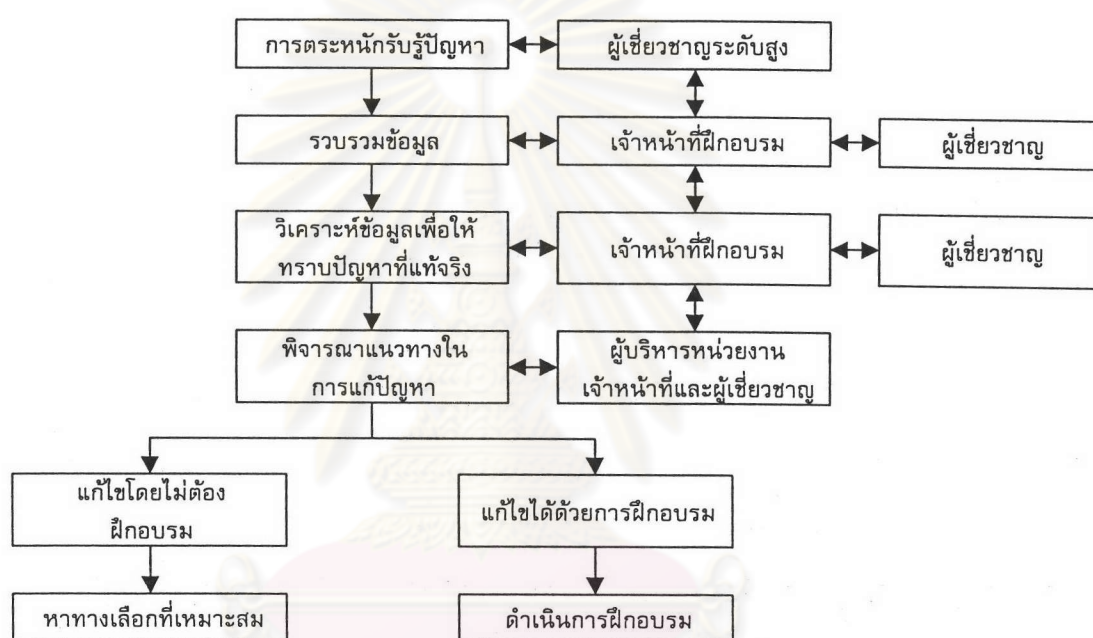 การตระหนักรับรู้ปัญหา
ผู้เชี่ยวชาญระดับสูง
รวบรวมข้อมูล
เจ้าหน้าที่ฝึกอบรม
ผู้เชี่ยวชาญ
วิเคราะห์ข้อมูลเพื่อให้
ทราบปัญหาที่แท้จริง
เจ้าหน้าที่ฝึกอบรม
ผู้เชี่ยวชาญ
พิจารณาแนวทางใน
การแก้ปัญหา
ผู้บริหารหน่วยงาน
เจ้าหน้าที่และผู้เชี่ยวชาญ
แก้ไขโดยไม่ต้อง
ฝึกอบรม
แก้ไขได้ด้วยการฝึกอบรม
หาทางเลือกที่เหมาะสม
ดำเนินการฝึกอบรม